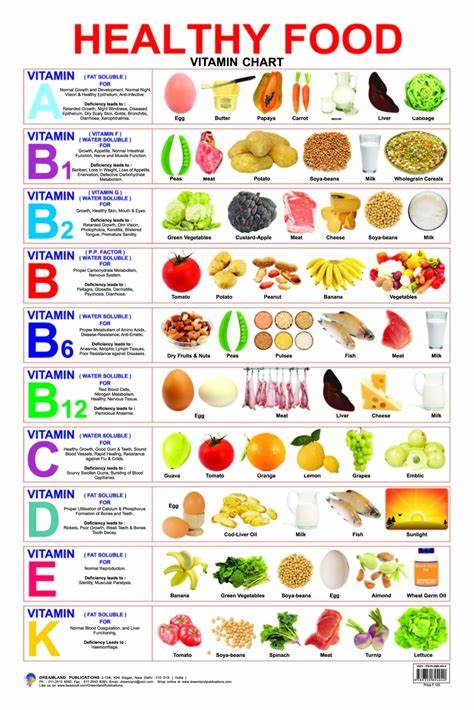 HEALTHY FOOD
VITAMIN CHART
VITAMIN ( FAT SOLUBLE )
A
for
Normal Growth and Development, Normal Night
Vision & Healthy Epithelium, Anti-infective.
Deficiency leads to :
Retarded Growth, Night Blindness, Diseased
Epithelium, Dry Scaly Skin, Colds, Bronchitis,
Diarrhoea, Xerophthalmia.
Egg Butter Papaya Carrot Milk Liver Cabbage
VITAMIN ( VITAMIN F )
( WATER SOLUBLE )
B1
for
Growth, Appetite, Normal Intestinal
Function, Nerve and Muscle Function.
Deficiency leads to :
Beriberi, Loss in Weight, Loss of Appetite,
Enervation, Defective Carbohydrate
Metabolism.
Peas Meat Potato Soya-beans Milk Wholegrain Cereals
VITAMIN ( VITAMIN G )
( WATER SOLUBLE )
B2
for
Growth, Healthy Skin, Mouth & Eyes.
Deficiency leads to :
Retarded Growth, Dim Vision,
Photophobia, Keratitis, Blistered
Tongue, Premature Senility.
Green Vegetables Custard-Apple Meat Cheese Soya-beans Milk
VITAMIN ( P.P. FACTOR )
( WATER SOLUBLE )
B
for
Proper Carbohydrate Metabolism,
Nervous System.
Deficiency leads to :
Pellagra, Glossitis, Dermatitis,
Psychosis, Diarrhoea.
Tomato Potato Peanut Banana Vegetables
VITAMIN ( WATER SOLUBLE )
B6
for
Proper Metabolism of Amino Acids,
Disease-Resistant, Anti-Emetic.
Deficiency leads to :
Anaemia, Atrophic Lymph Tissues,
Poor Resistance against Diseases.
Dry Fruits & Nuts Peas Pulses Fish Meat Milk
VITAMIN ( WATER SOLUBLE )
B12
for
Red Blood Cells,
Nitrogen Metabolism,
Healthy, Nervous Tissue.
Deficiency leads to :
Pernicious Anaemia.
Egg Meat Liver Cheese Milk
VITAMIN ( WATER SOLUBLE )
C
for
Healthy Growth, Good Gum & Teeth, Sound
Blood Vessels, Rapid Healing, Resistance
against Flu & Colds.
Deficiency leads to :
Scurvy Swollen Gums, Bursting of Blood
Capillaries.
Guava Tomato Orange Lemon Grapes Emblic
VITAMIN ( FAT SOLUBLE )
D
for
Proper Utilisation of Calcium & Phosphorus
Formation of Bones and Teeth.
Deficiency leads to :
Rickets, Poor Growth, Weak Teeth & Bones
Tooth Decay.
Egg Cod-Liver Oil Milk Fish Sunlight
VITAMIN ( FAT SOLUBLE )
E
for
Normal Reproduction.
Deficiency leads to :
Sterility, Muscular Paralysis.
Banana Vegetables Egg Almond Wheat Germ Oil
VITAMIN ( FAT SOLUBLE )
K
for
Normal Blood Coagulation, and Liver
Functioning.
Deficiency leads to :
Haemorrhage.
Tomato Soya-beans Vegetables
DREAMLAND PUBLICATIONS